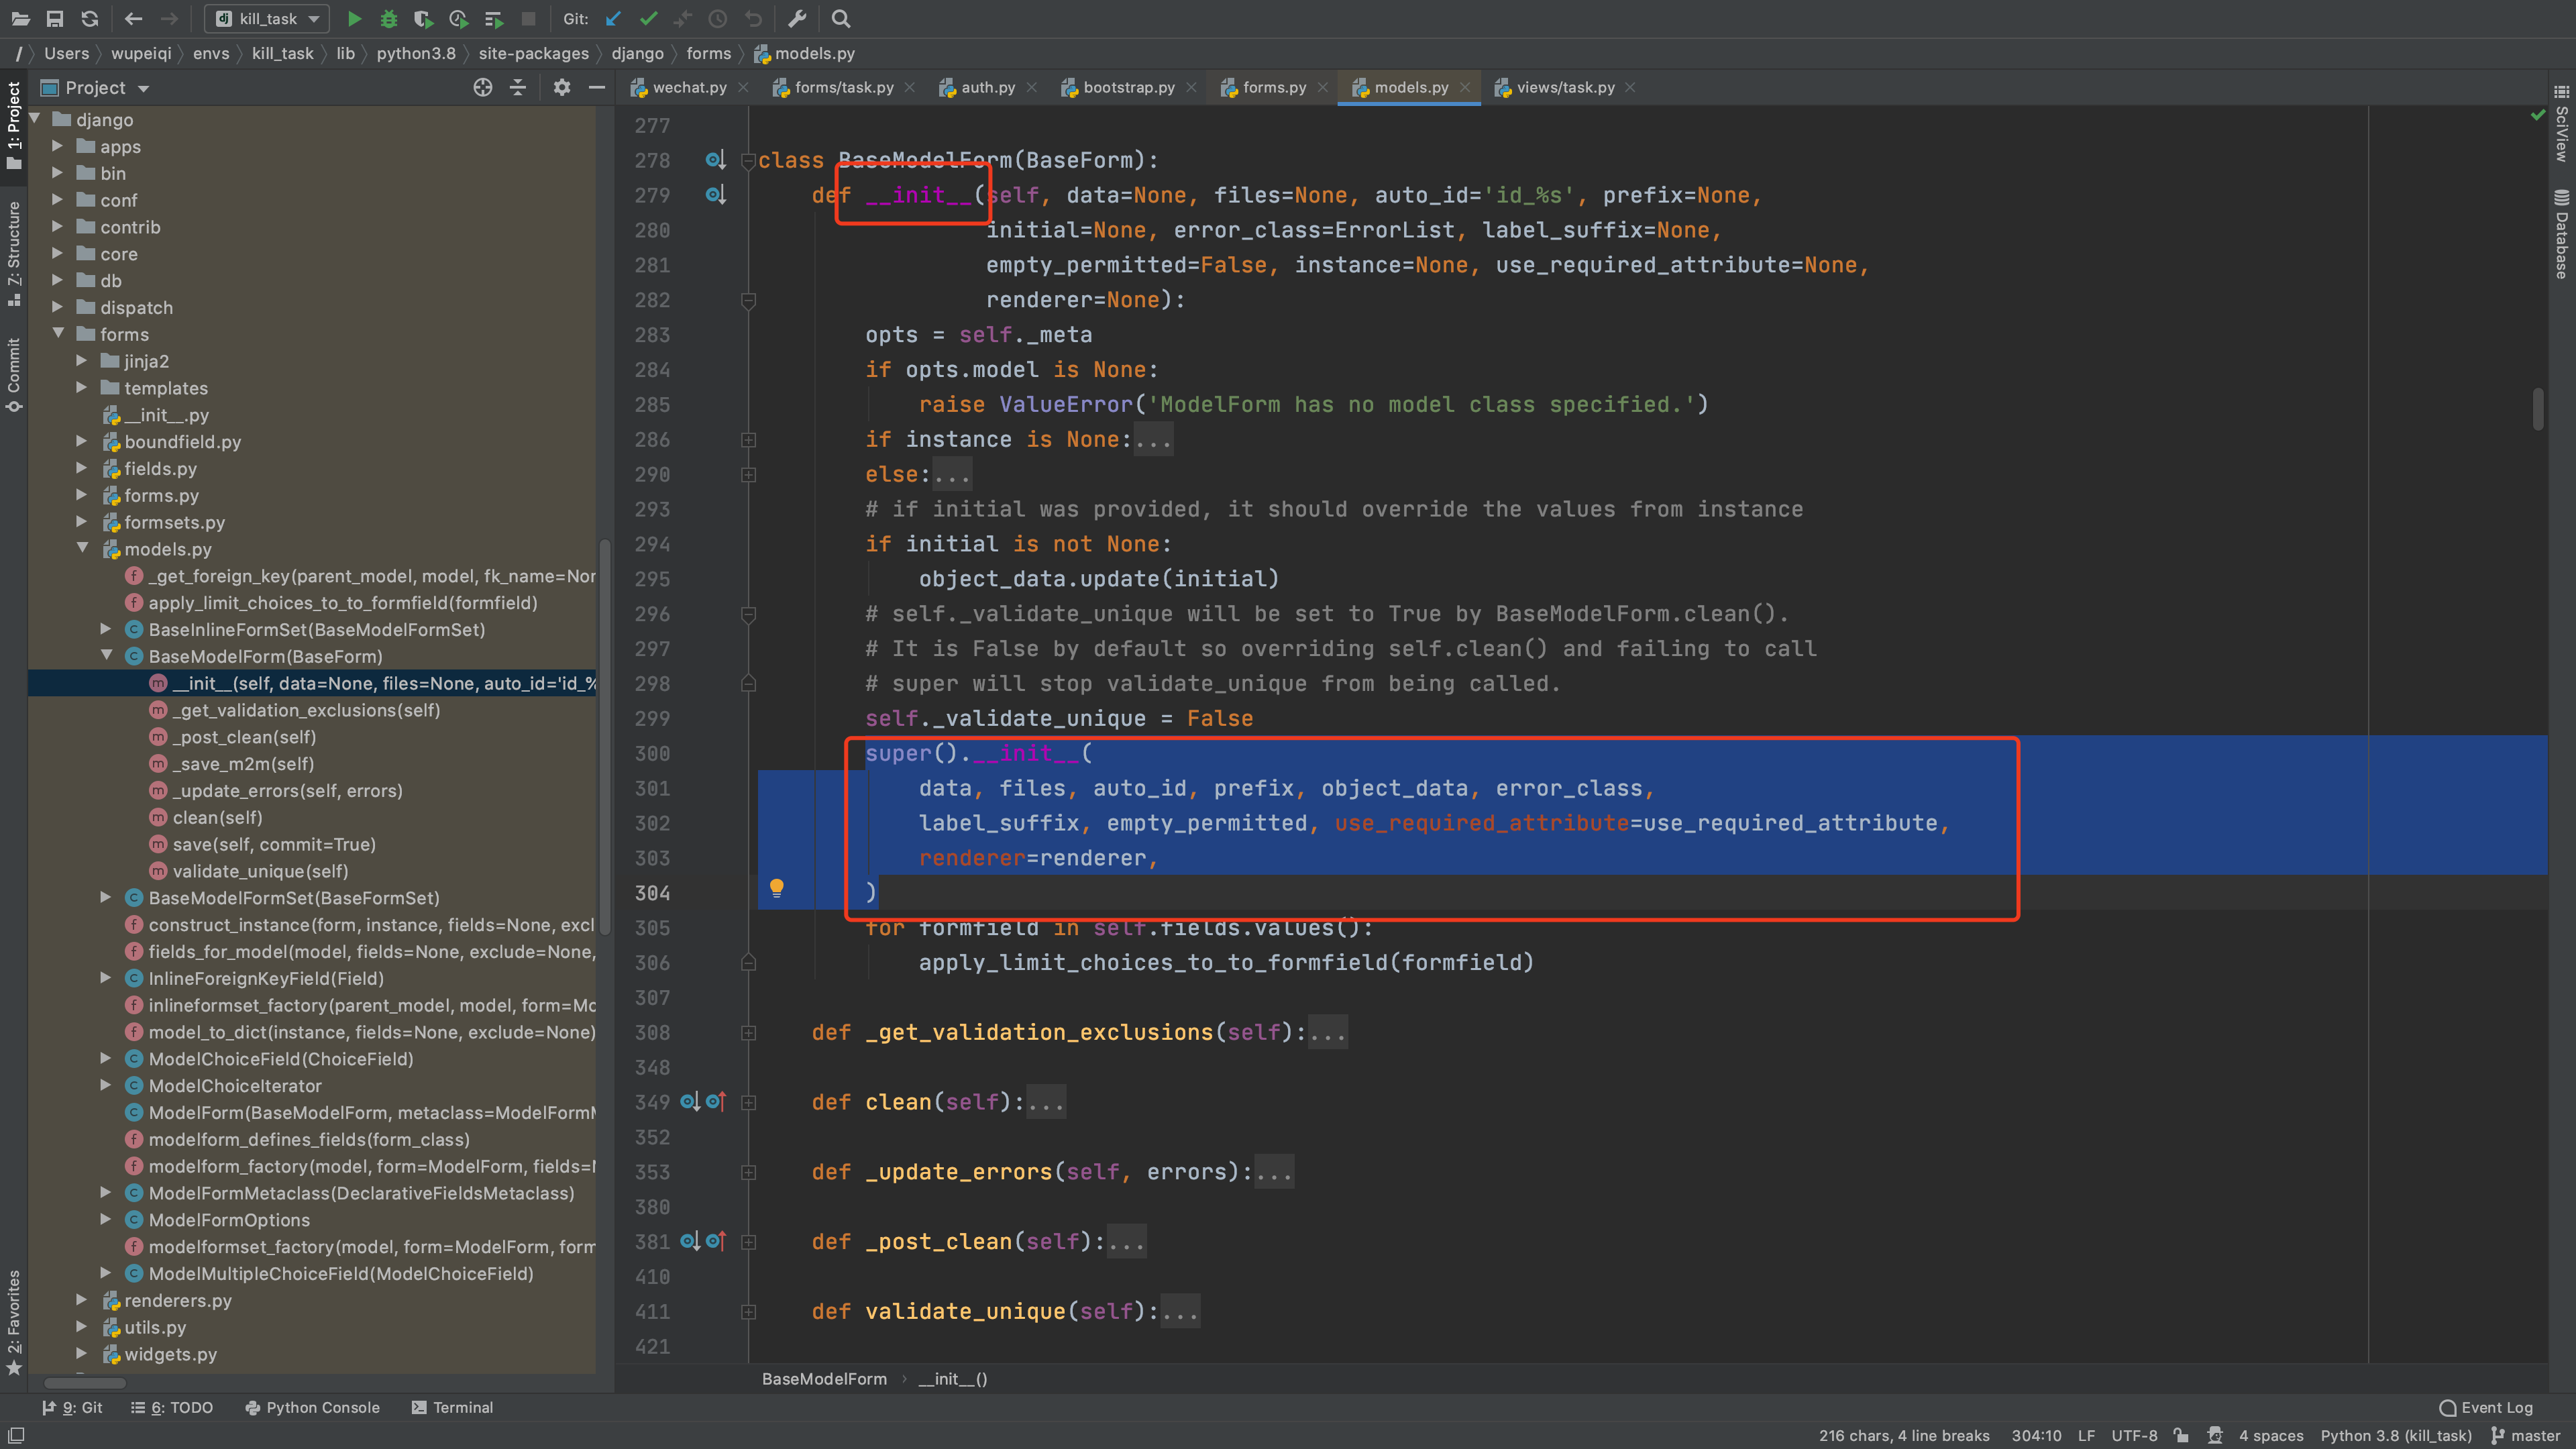 kill_task
Git:
/ Users wupeiqi envs kill_task lib python3.8 site-packages django forms models.py
Project
wechat.py forms/task.py auth.py bootstrap.py forms.py models.py views/task.py
1: Project
Z: Structure
Commit
2: Favorites
SciView
Database
django
apps
bin
conf
contrib
core
db
dispatch
forms
jinja2
templates
__init__.py
boundfield.py
fields.py
forms.py
formsets.py
models.py
_get_foreign_key(parent_model, model, fk_name=Nor
apply_limit_choices_to_to_formfield(formfield)
BaseInlineFormSet(BaseModelFormSet)
BaseModelForm(BaseForm)
__init__(self, data=None, files=None, auto_id='id_%
_get_validation_exclusions(self)
_post_clean(self)
_save_m2m(self)
_update_errors(self, errors)
clean(self)
save(self, commit=True)
validate_unique(self)
BaseModelFormSet(BaseFormSet)
construct_instance(form, instance, fields=None, excl
fields_for_model(model, fields=None, exclude=None,
InlineForeignKeyField(Field)
inlineformset_factory(parent_model, model, form=Mo
model_to_dict(instance, fields=None, exclude=None)
ModelChoiceField(ChoiceField)
ModelChoiceIterator
ModelForm(BaseModelForm, metaclass=ModelFormM
modelform_defines_fields(form_class)
modelform_factory(model, form=ModelForm, fields=N
ModelFormMetaclass(DeclarativeFieldsMetaclass)
ModelFormOptions
modelformset_factory(model, form=ModelForm, form
ModelMultipleChoiceField(ModelChoiceField)
renderers.py
utils.py
widgets.py
277
278 class BaseModelForm(BaseForm):
279 def __init__(self, data=None, files=None, auto_id='id_%s', prefix=None,
280 initial=None, error_class=ErrorList, label_suffix=None,
281 empty_permitted=False, instance=None, use_required_attribute=None,
282 renderer=None):
283 opts = self._meta
284 if opts.model is None:
285 raise ValueError('ModelForm has no model class specified.')
286 if instance is None:...
290 else:...
293 # if initial was provided, it should override the values from instance
294 if initial is not None:
295 object_data.update(initial)
296 # self._validate_unique will be set to True by BaseModelForm.clean().
297 # It is False by default so overriding self.clean() and failing to call
298 # super will stop validate_unique from being called.
299 self._validate_unique = False
300 super().__init__(
301 data, files, auto_id, prefix, object_data, error_class,
302 label_suffix, empty_permitted, use_required_attribute=use_required_attribute,
303 renderer=renderer,
304 )
305 for formfield in self.fields.values():
306 apply_limit_choices_to_to_formfield(formfield)
307
308 def _get_validation_exclusions(self):...
348
349 def clean(self):...
352
353 def _update_errors(self, errors):...
380
381 def _post_clean(self):...
410
411 def validate_unique(self):...
421
BaseModelForm __init__()
9: Git 6: TODO Python Console Terminal Event Log
216 chars, 4 line breaks 304:10 LF UTF-8 4 spaces Python 3.8 (kill_task) master